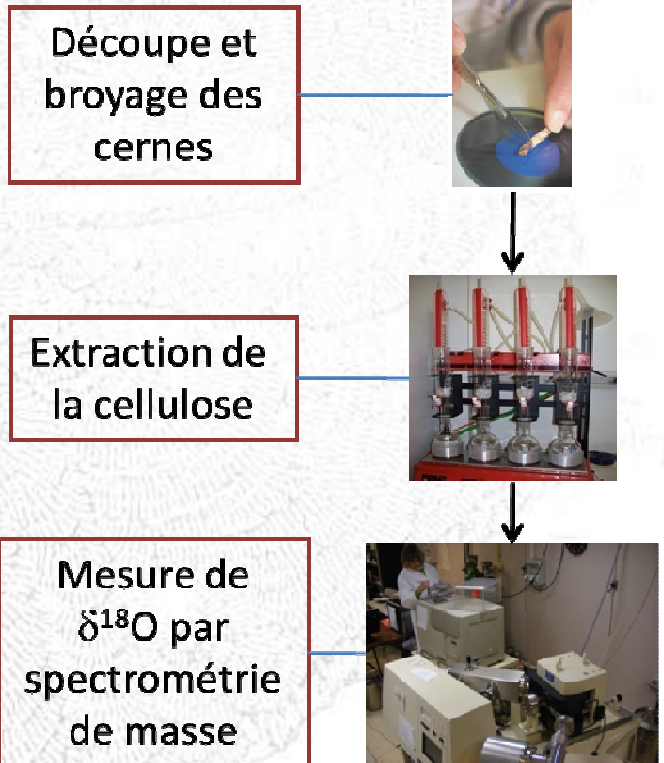 Découpe et
broyage des
cernes
Extraction de
la cellulose
Mesure de
δ¹⁸O par
spectrométrie
de masse